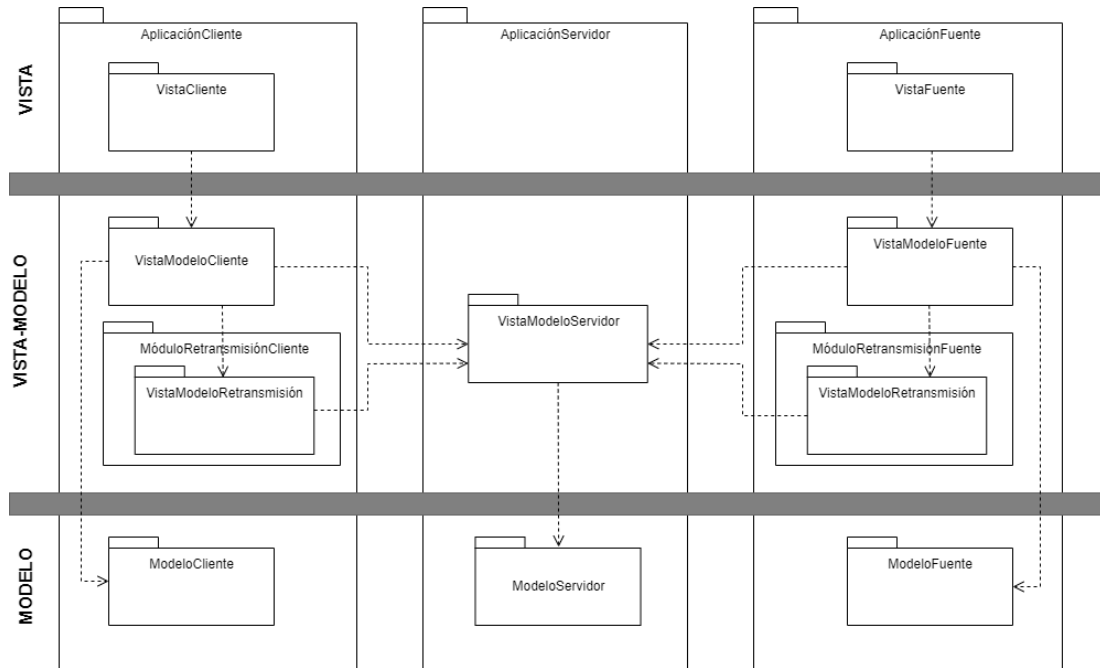 AplicaciónCliente
AplicaciónServidor
AplicaciónFuente
VISTA
VistaCliente
VistaFuente
VISTA-MODELO
VistaModeloCliente
VistaModeloFuente
VistaModeloServidor
MóduloRetransmisiónCliente
MóduloRetransmisiónFuente
VistaModeloRetransmisión
VistaModeloRetransmisión
MODELO
ModeloCliente
ModeloServidor
ModeloFuente